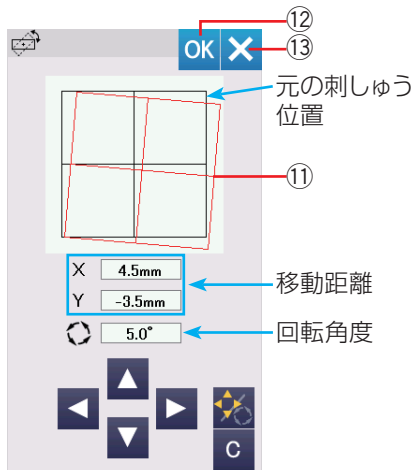 ⑫
OK
⑬
元の刺しゅう
位置
⑪
X 4.5mm
Y -3.5mm
移動距離
5.0°
回転角度
C